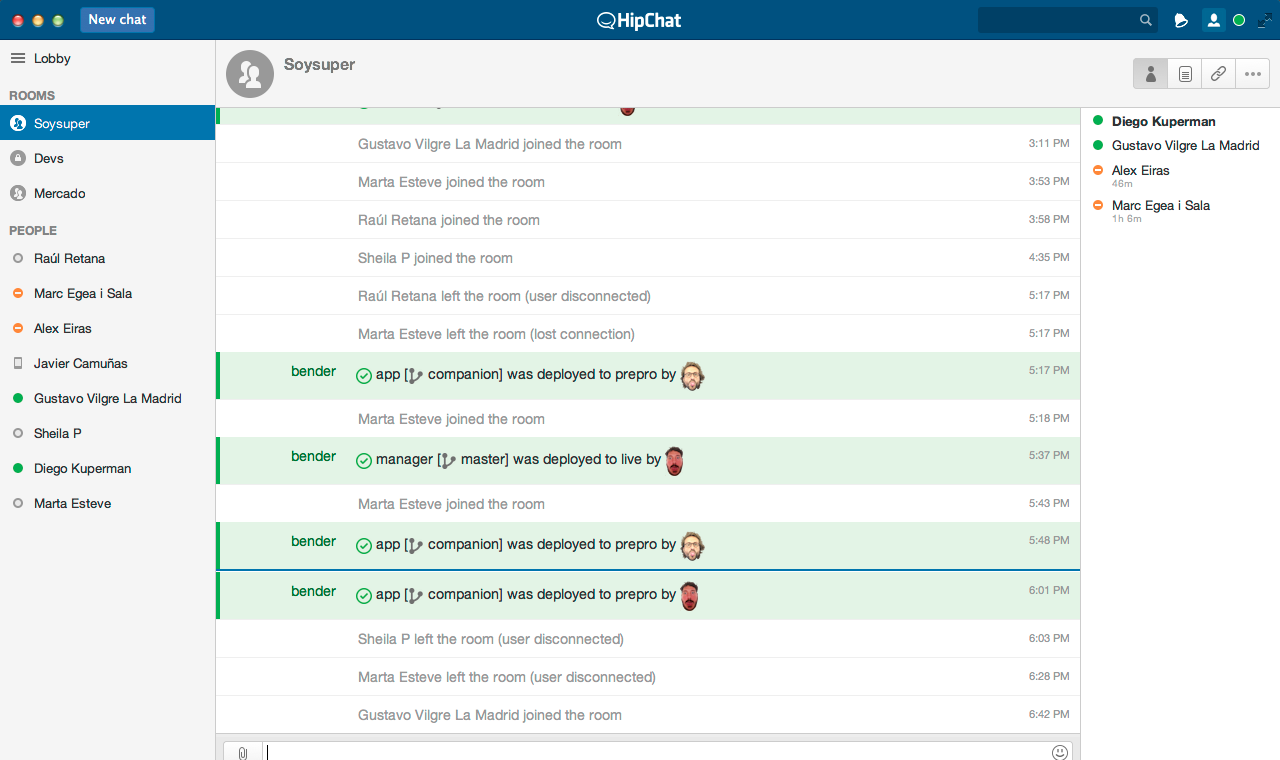 New chat
HipChat
Lobby
ROOMS
Soysuper
Devs
Mercado
PEOPLE
Raúl Retana
Marc Egea i Sala
Alex Eiras
Javier Camuñas
Gustavo Vilgre La Madrid
Sheila P
Diego Kuperman
Marta Esteve
Soysuper
Gustavo Vilgre La Madrid joined the room 3:11 PM
Marta Esteve joined the room 3:53 PM
Raúl Retana joined the room 3:58 PM
Sheila P joined the room 4:35 PM
Raúl Retana left the room (user disconnected) 5:17 PM
Marta Esteve left the room (lost connection) 5:17 PM
bender app [ companion] was deployed to prepro by 5:17 PM
Marta Esteve joined the room 5:18 PM
bender manager [ master] was deployed to live by 5:37 PM
Marta Esteve joined the room 5:43 PM
bender app [ companion] was deployed to prepro by 5:48 PM
bender app [ companion] was deployed to prepro by 6:01 PM
Sheila P left the room (user disconnected) 6:03 PM
Marta Esteve left the room (user disconnected) 6:28 PM
Gustavo Vilgre La Madrid joined the room 6:42 PM
Diego Kuperman
Gustavo Vilgre La Madrid
Alex Eiras
46m
Marc Egea i Sala
1h 6m